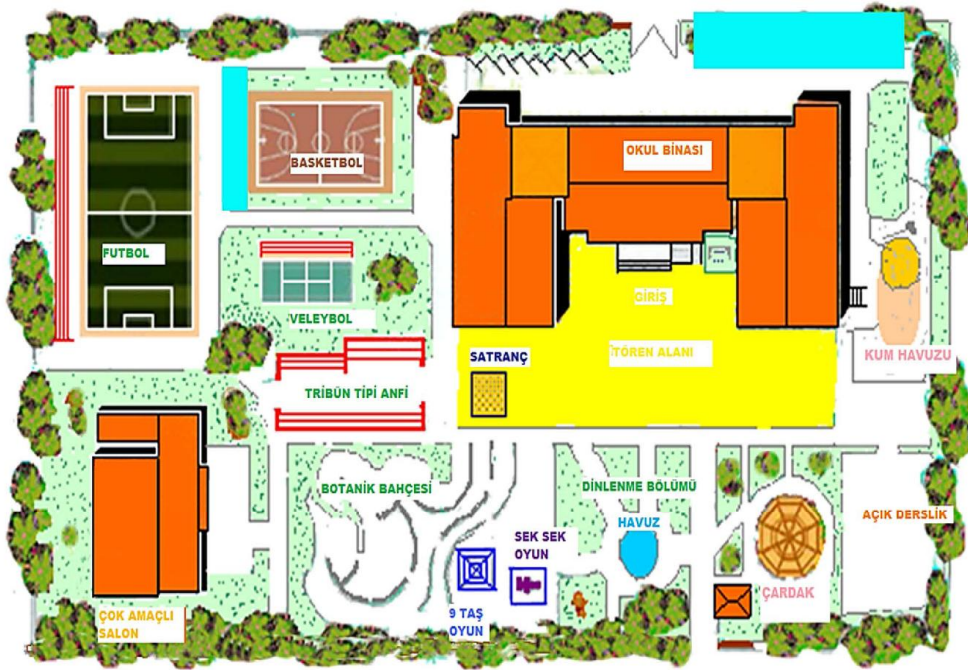 BASKETBOL
OKUL BİNASI
FUTBOL
GİRİŞ
VELEYBOL
SATRANÇ
TÖREN ALANI
KUM HAVUZU
TRİBÜN TİPİ ANFİ
BOTANİK BAHÇESİ
DİNLENME BÖLÜMÜ
HAVUZ
AÇIK DERSLİK
SEK SEK
OYUN
ÇARDAK
ÇOK AMAÇLI
SALON
9 TAŞ
OYUN